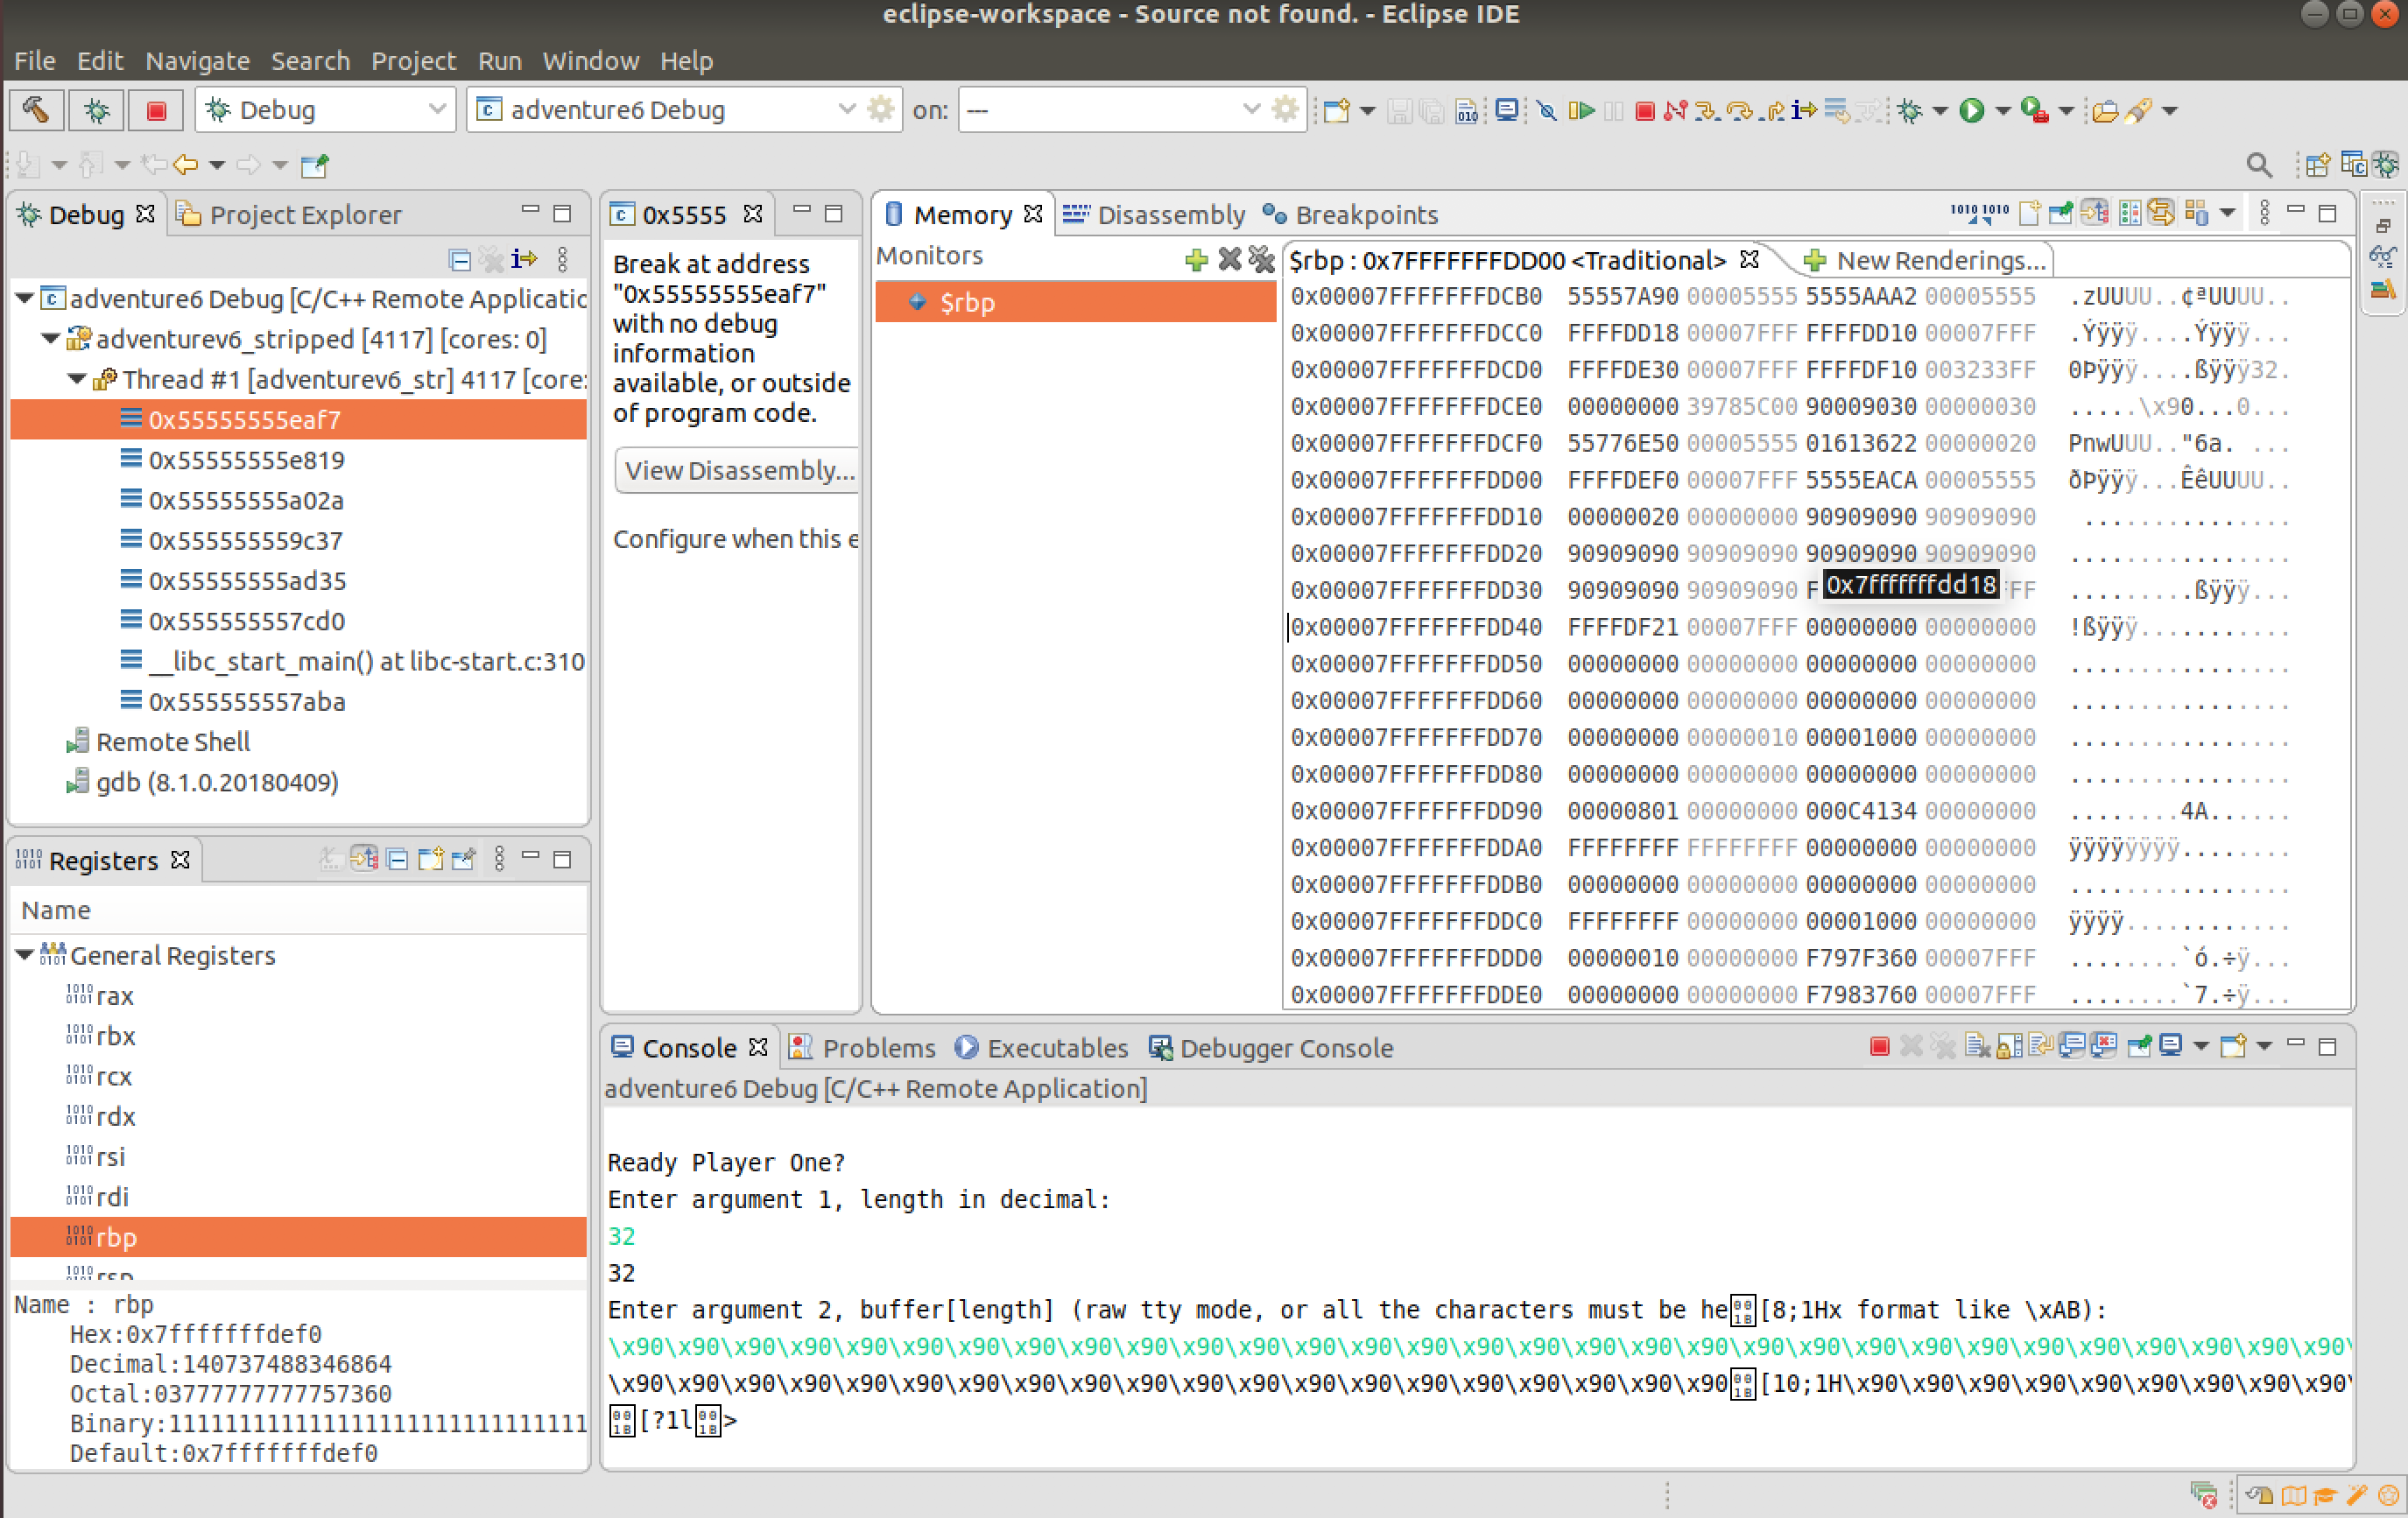 eclipse-workspace - Source not found. - Eclipse IDE
File Edit Navigate Search Project Run Window Help
Debug
adventure6 Debug
on:
---
Debug
Project Explorer
adventure6 Debug [C/C++ Remote Applicatic
adventurev6_stripped [4117] [cores: 0]
Thread #1 [adventurev6_str] 4117 [core:
0x55555555eaf7
0x55555555e819
0x55555555a02a
0x555555559c37
0x55555555ad35
0x555555557cd0
__libc_start_main() at libc-start.c:310
0x555555557aba
Remote Shell
gdb (8.1.0.20180409)
Registers
Name
General Registers
rax
rbx
rcx
rdx
rsi
rdi
rbp
rsp
Name : rbp
Hex:0x7fffffffdef0
Decimal:140737488346864
Octal:03777777777757360
Binary:1111111111111111111111111111111
Default:0x7fffffffdef0
0x5555
Break at address
"0x55555555eaf7"
with no debug
information
available, or outside
of program code.
View Disassembly...
Configure when this e
Memory
Disassembly
Breakpoints
Monitors
$rbp
$rbp : 0x7FFFFFFFDD00 <Traditional>
New Renderings...
0x00007FFFFFFFDCB0 55557A90 00005555 5555AAA2 00005555 .zUUUU..¢ªUUUU..
0x00007FFFFFFFDCC0 FFFFDD18 00007FFF FFFFDD10 00007FFF .Ýÿÿÿ....Ýÿÿÿ...
0x00007FFFFFFFDCD0 FFFFDE30 00007FFF FFFFDF10 003233FF 0Þÿÿÿ....ßÿÿÿ32.
0x00007FFFFFFFDCE0 00000000 39785C00 90009030 00000030 .....\x90...0...
0x00007FFFFFFFDCF0 55776E50 00005555 01613622 00000020 PnwUUU.."6a. ...
0x00007FFFFFFFDD00 FFFFDEF0 00007FFF 5555EACA 00005555 ðÞÿÿÿ...ÊêUUUU..
0x00007FFFFFFFDD10 00000020 00000000 90909090 90909090 ...............
0x00007FFFFFFFDD20 90909090 90909090 90909090 90909090 ................
0x7fffffffdd18
0x00007FFFFFFFDD30 90909090 90909090 F FF .........ßÿÿÿ...
0x00007FFFFFFFDD40 FFFFDF21 00007FFF 00000000 00000000 !ßÿÿÿ...........
0x00007FFFFFFFDD50 00000000 00000000 00000000 00000000 ................
0x00007FFFFFFFDD60 00000000 00000000 00000000 00000000 ................
0x00007FFFFFFFDD70 00000000 00000010 00001000 00000000 ................
0x00007FFFFFFFDD80 00000000 00000000 00000000 00000000 ................
0x00007FFFFFFFDD90 00000801 00000000 000C4134 00000000 ........4A......
0x00007FFFFFFFDDA0 FFFFFFFF FFFFFFFF 00000000 00000000 ÿÿÿÿÿÿÿÿ........
0x00007FFFFFFFDDB0 00000000 00000000 00000000 00000000 ................
0x00007FFFFFFFDDC0 FFFFFFFF 00000000 00001000 00000000 ÿÿÿÿ............
0x00007FFFFFFFDDD0 00000010 00000000 F797F360 00007FFF ........`ó.÷ÿ...
0x00007FFFFFFFDDE0 00000000 00000000 F7983760 00007FFF ........`7.÷ÿ...
Console
Problems
Executables
Debugger Console
adventure6 Debug [C/C++ Remote Application]
Ready Player One?
Enter argument 1, length in decimal:
32
32
Enter argument 2, buffer[length] (raw tty mode, or all the characters must be he[8;1Hx format like \xAB):
\x90\x90\x90\x90\x90\x90\x90\x90\x90\x90\x90\x90\x90\x90\x90\x90\x90\x90\x90\x90\x90\x90\x90\x90\x90\x90\x90\x90\x90\x90\x90\
\x90\x90\x90\x90\x90\x90\x90\x90\x90\x90\x90\x90\x90\x90\x90\x90\x90\x90\x90\x90[10;1H\x90\x90\x90\x90\x90\x90\x90\x90\x90\
[?1l>